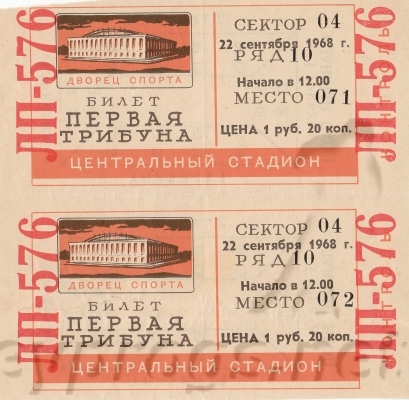 ЛП-576
ДВОРЕЦ СПОРТА
БИЛЕТ
ПЕРВАЯ
ТРИБУНА
СЕКТОР 04
22 сентября 1968 г.
РЯД 10
Начало в 12.00
МЕСТО 071
ЦЕНА 1 руб. 20 коп.
ЦЕНТРАЛЬНЫЙ СТАДИОН
КОНТРОЛЬ
ЛП-576
ЛП-576
ДВОРЕЦ СПОРТА
БИЛЕТ
ПЕРВАЯ
ТРИБУНА
СЕКТОР 04
22 сентября 1968 г.
РЯД 10
Начало в 12.00
МЕСТО 072
ЦЕНА 1 руб. 20 коп.
ЦЕНТРАЛЬНЫЙ СТАДИОН
КОНТРОЛЬ
ЛП-576